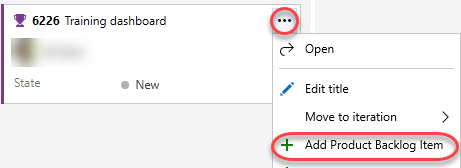 6226 Training dashboard
Open
State
New
Edit title
Move to iteration
Add Product Backlog Item